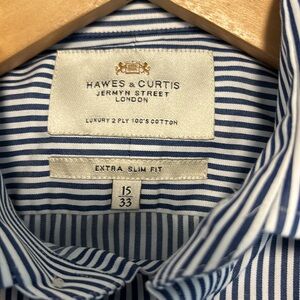 HAWES & CURTIS
JERMYN STREET
LONDON
LUXURY 2 PLY 100'S COTTON
EXTRA SLIM FIT
15
33